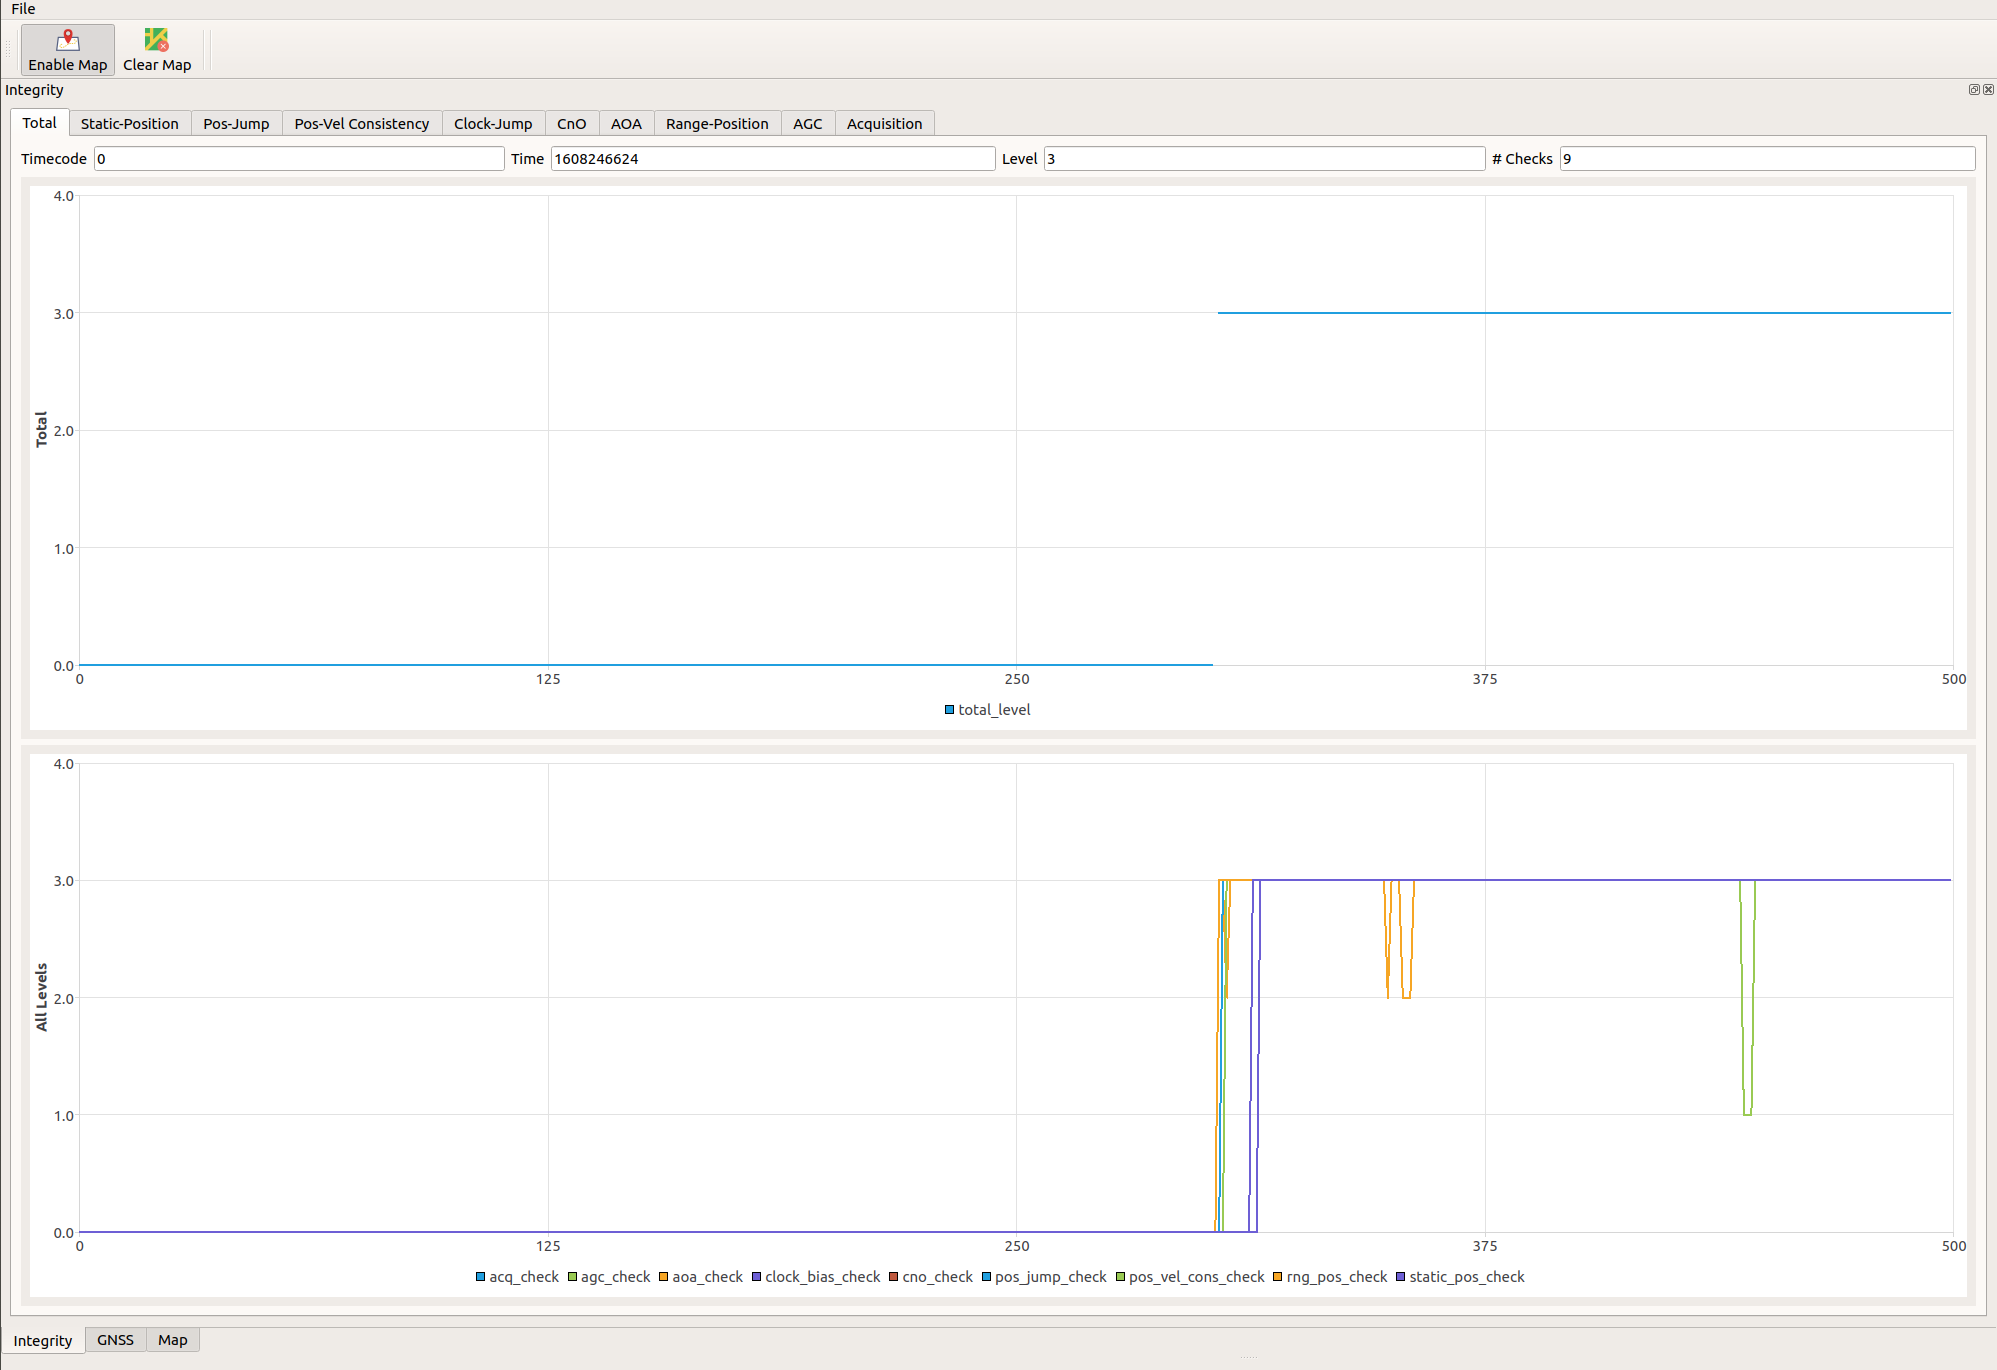 File
Enable Map Clear Map
Integrity
Total Static-Position Pos-Jump Pos-Vel Consistency Clock-Jump CnO AOA Range-Position AGC Acquisition
Timecode 0 Time 1608246624 Level 3 # Checks 9
4.0
3.0
Total
2.0
1.0
0.0
0 125 250 375 500
total_level
4.0
3.0
All Levels
2.0
1.0
0.0
0 125 250 375 500
acq_check agc_check aoa_check clock_bias_check cno_check pos_jump_check pos_vel_cons_check rng_pos_check static_pos_check
Integrity GNSS Map